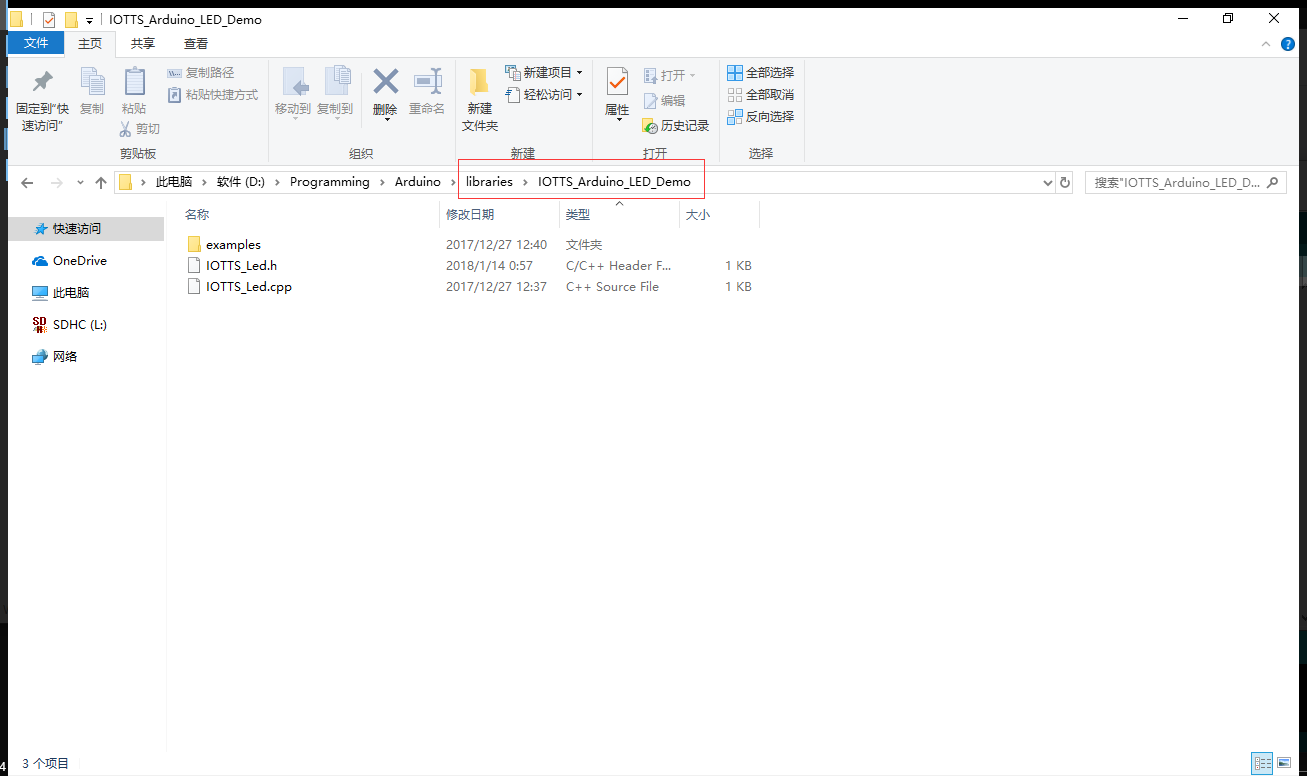 IOTTS_Arduino_LED_Demo
文件 主页 共享 查看
固定到“快速访问”
复制
粘贴
复制路径
粘贴快捷方式
剪切
剪贴板
移动到
复制到
删除
重命名
组织
新建
文件夹
新建项目
轻松访问
新建
属性
打开
编辑
历史记录
打开
全部选择
全部取消
反向选择
选择
此电脑 › 软件 (D:) › Programming › Arduino › libraries › IOTTS_Arduino_LED_Demo
搜索"IOTTS_Arduino_LED_D...
快速访问
OneDrive
此电脑
SDHC (L:)
网络
名称 修改日期 类型 大小
examples 2017/12/27 12:40 文件夹
IOTTS_Led.h 2018/1/14 0:57 C/C++ Header F... 1 KB
IOTTS_Led.cpp 2017/12/27 12:37 C++ Source File 1 KB
3 个项目